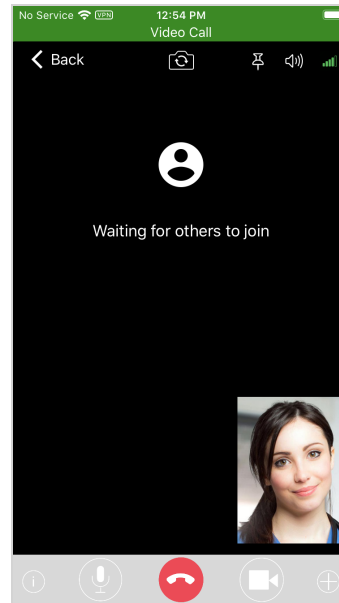 No Service VPN 12:54 PM
Video Call
Back
Waiting for others to join